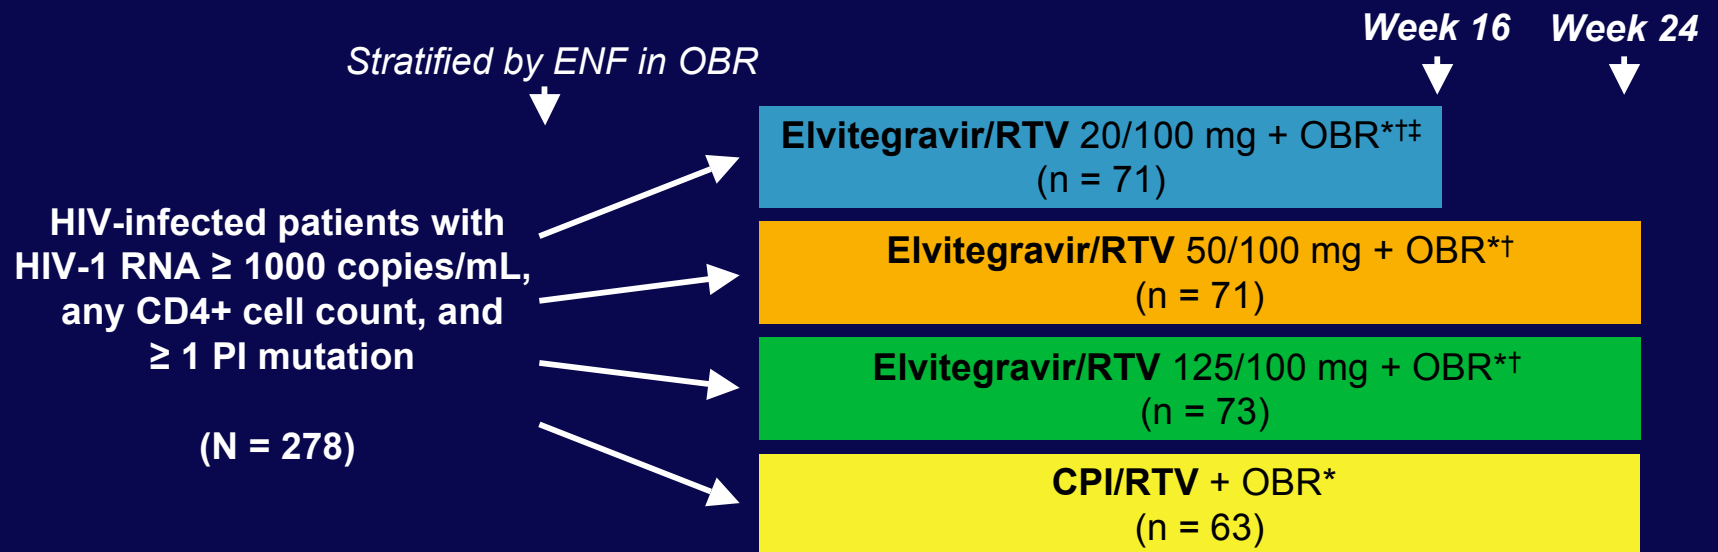 Week 16 Week 24
Stratified by ENF in OBR
HIV-infected patients with
HIV-1 RNA ≥ 1000 copies/mL,
any CD4+ cell count, and
≥ 1 PI mutation
(N = 278)
Elvitegravir/RTV 20/100 mg + OBR*†‡
(n = 71)
Elvitegravir/RTV 50/100 mg + OBR*†
(n = 71)
Elvitegravir/RTV 125/100 mg + OBR*†
(n = 73)
CPI/RTV + OBR*
(n = 63)